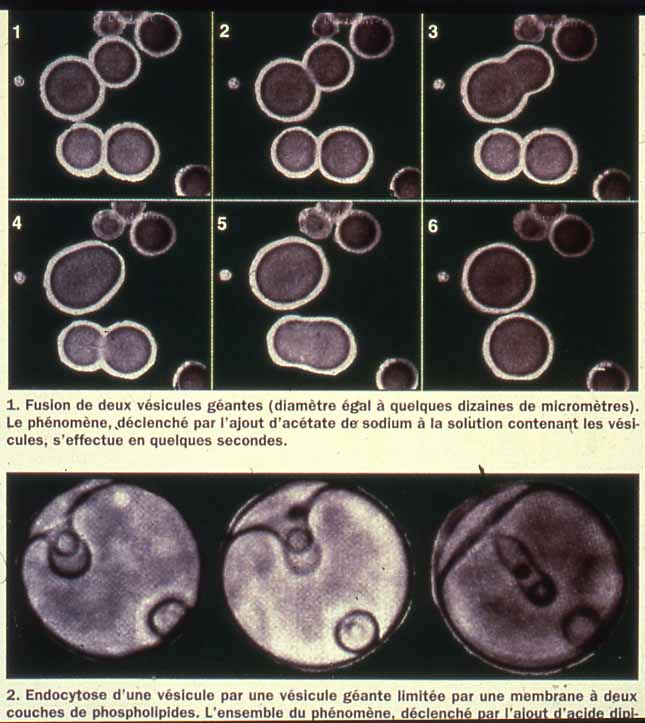 1
2
3
4
5
6
1. Fusion de deux vésicules géantes (diamètre égal à quelques dizaines de micromètres).
Le phénomène, déclenché par l'ajout d'acétate de sodium à la solution contenant les vési-
cules, s'effectue en quelques secondes.
2. Endocytose d'une vésicule par une vésicule géante limitée par une membrane à deux
couches de phospholipides. L'ensemble du phénomène, déclenché par l'ajout d'acide dipi-